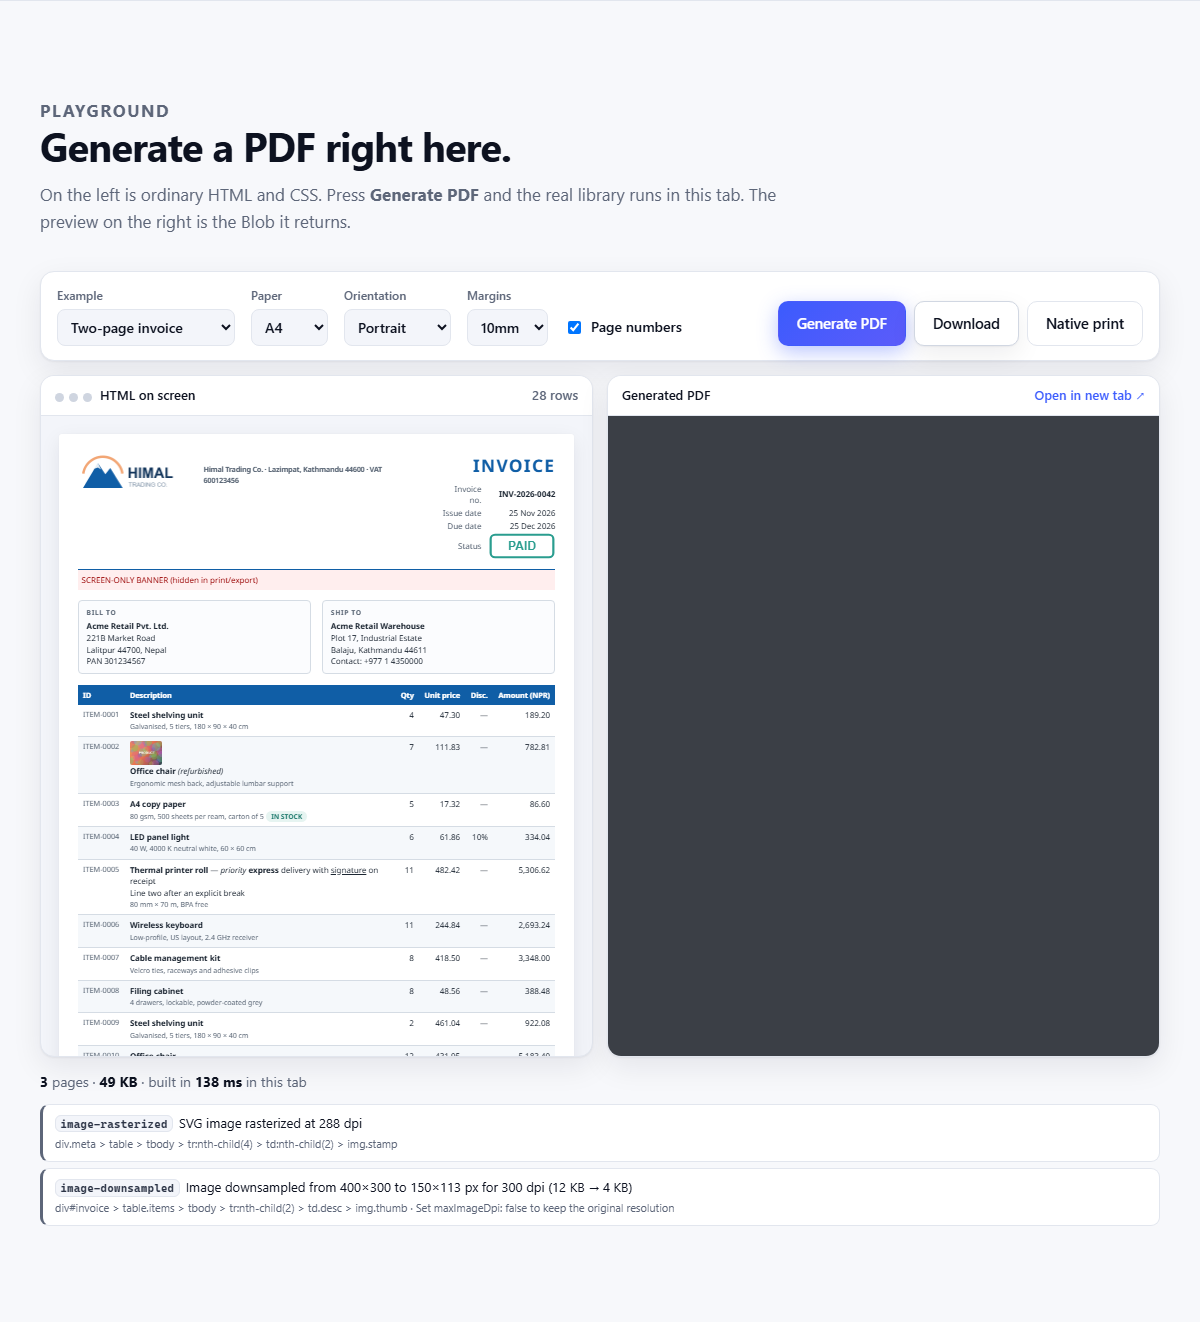 PLAYGROUND
Generate a PDF right here.
On the left is ordinary HTML and CSS. Press Generate PDF and the real library runs in this tab. The
preview on the right is the Blob it returns.
Example
Paper
Orientation
Margins
Two-page invoice
A4
Portrait
10mm
Page numbers
Generate PDF
Download
Native print
HTML on screen
28 rows
Generated PDF
Open in new tab ↗
HIMAL
TRADING CO.
Himal Trading Co. · Lazimpat, Kathmandu 44600 · VAT
600123456
INVOICE
Invoice
no.
INV-2026-0042
Issue date 25 Nov 2026
Due date 25 Dec 2026
Status PAID
SCREEN-ONLY BANNER (hidden in print/export)
BILL TO
Acme Retail Pvt. Ltd.
221B Market Road
Lalitpur 44700, Nepal
PAN 301234567
SHIP TO
Acme Retail Warehouse
Plot 17, Industrial Estate
Balaju, Kathmandu 44611
Contact: +977 1 4350000
ID Description Qty Unit price Disc. Amount (NPR)
ITEM-0001 Steel shelving unit 4 47.30 — 189.20
Galvanised, 5 tiers, 180 × 90 × 40 cm
ITEM-0002 7 111.83 — 782.81
Office chair (refurbished)
Ergonomic mesh back, adjustable lumbar support
ITEM-0003 A4 copy paper 5 17.32 — 86.60
80 gsm, 500 sheets per ream, carton of 5 IN STOCK
ITEM-0004 LED panel light 6 61.86 10% 334.04
40 W, 4000 K neutral white, 60 × 60 cm
ITEM-0005 Thermal printer roll — priority express delivery with signature on 11 482.42 — 5,306.62
receipt
Line two after an explicit break
80 mm × 70 m, BPA free
ITEM-0006 Wireless keyboard 11 244.84 — 2,693.24
Low-profile, US layout, 2.4 GHz receiver
ITEM-0007 Cable management kit 8 418.50 — 3,348.00
Velcro ties, raceways and adhesive clips
ITEM-0008 Filing cabinet 8 48.56 — 388.48
4 drawers, lockable, powder-coated grey
ITEM-0009 Steel shelving unit 2 461.04 — 922.08
Galvanised, 5 tiers, 180 × 90 × 40 cm
3 pages · 49 KB · built in 138 ms in this tab
image-rasterized SVG image rasterized at 288 dpi
div.meta > table > tbody > tr:nth-child(4) > td:nth-child(2) > img.stamp
image-downsampled Image downsampled from 400×300 to 150×113 px for 300 dpi (12 KB → 4 KB)
div#invoice > table.items > tbody > tr:nth-child(2) > td.desc > img.thumb · Set maxImageDpi: false to keep the original resolution